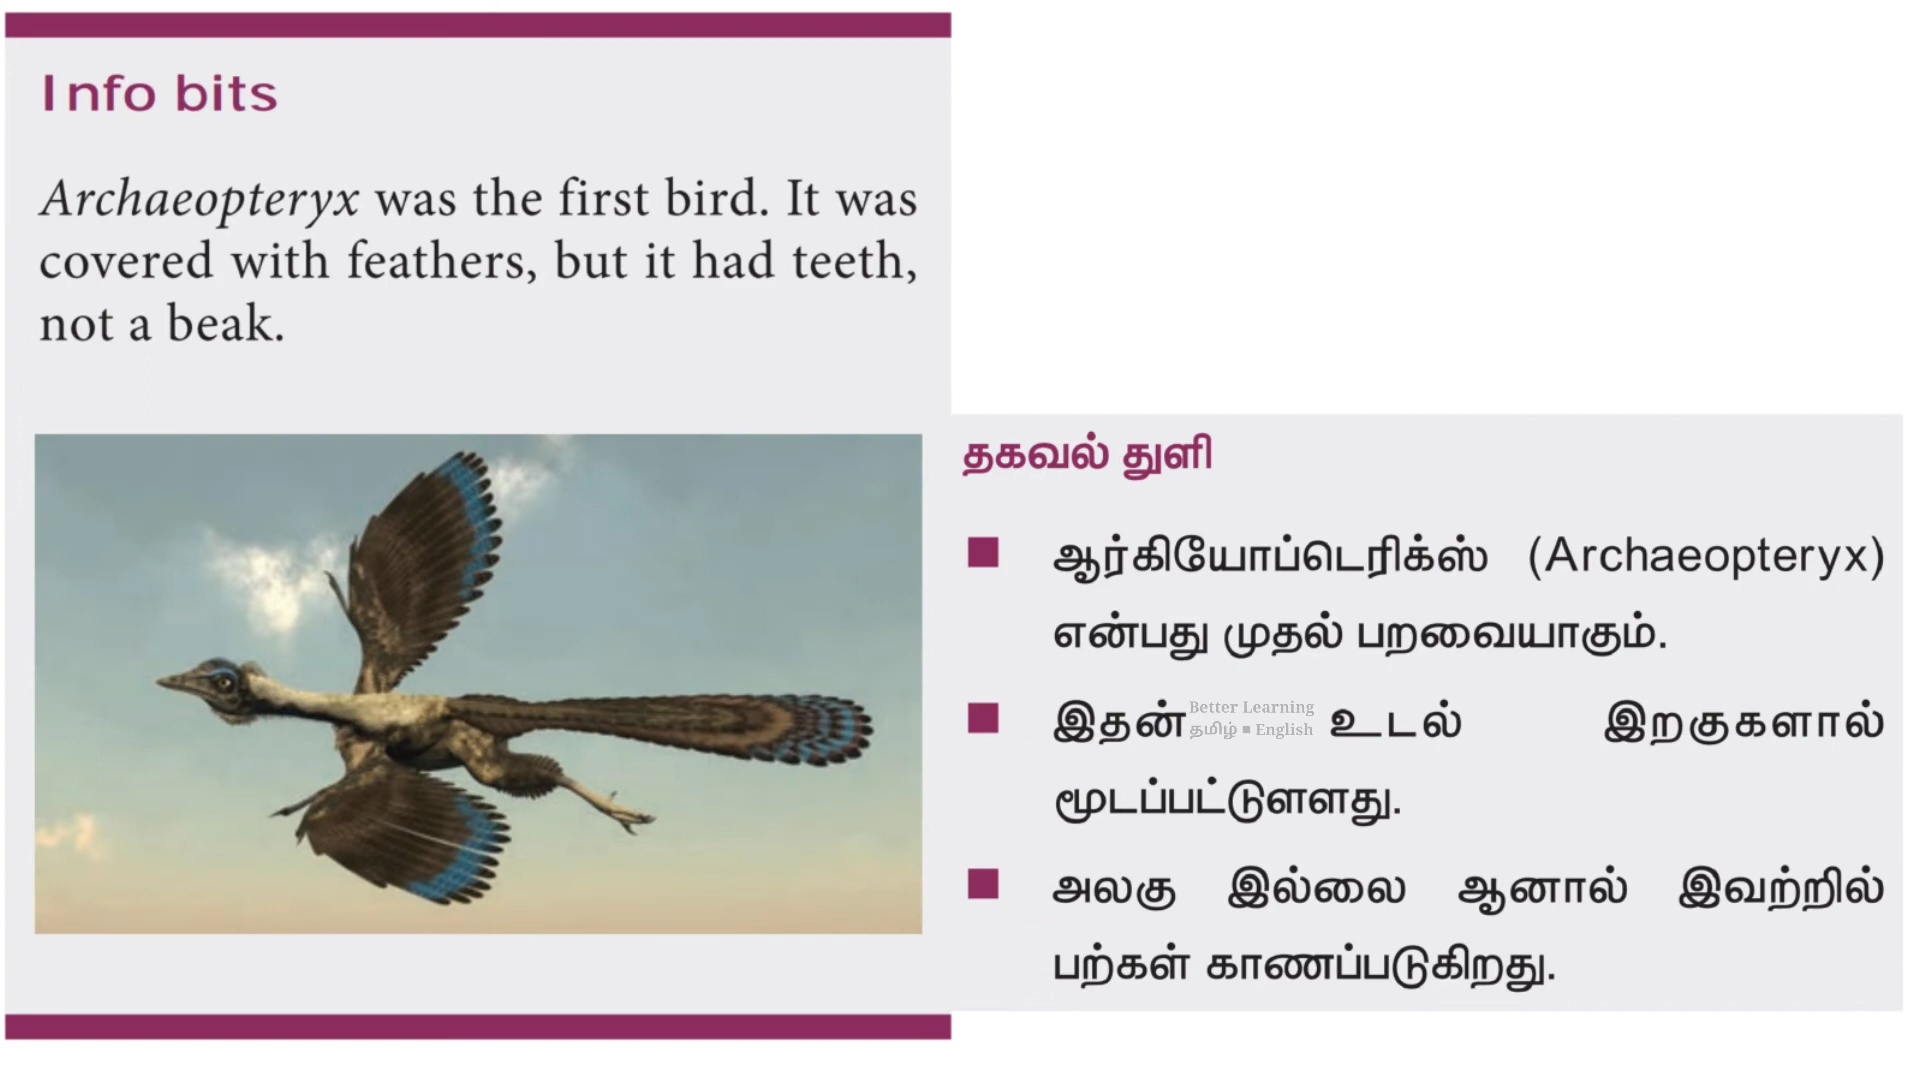 Info bits
Archaeopteryx was the first bird. It was
covered with feathers, but it had teeth,
not a beak.
தகவல் துளி
■ ஆர்கியோப்டெரிக்ஸ் (Archaeopteryx)
என்பது முதல் பறவையாகும்.
■ இதன் உடல் இறகுகளால்
மூடப்பட்டுளளது.
■ அலகு இல்லை ஆனால் இவற்றில்
பற்கள் காணப்படுகிறது.
Better Learning
தமிழ் ▪ English